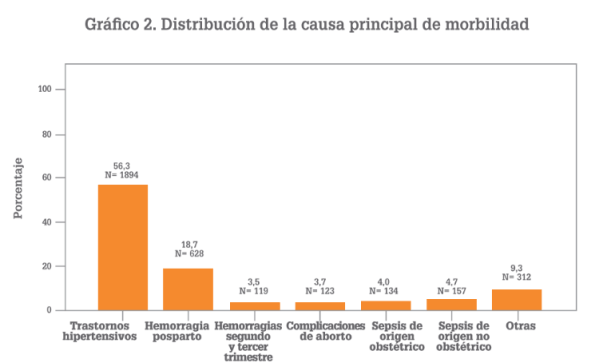 Gráfico 2. Distribución de la causa principal de morbilidad
Porcentaje
100
80
60
40
20
0
56,3
N= 1894
18,7
N= 628
3,5
N= 119
3,7
N= 123
4,0
N= 134
4,7
N= 157
9,3
N= 312
Trastornos
hipertensivos
Hemorragia
posparto
Hemorragias
segundo
y tercer
trimestre
Complicaciones
de aborto
Sepsis de
origen
obstétrico
Sepsis de
origen no
obstétrico
Otras